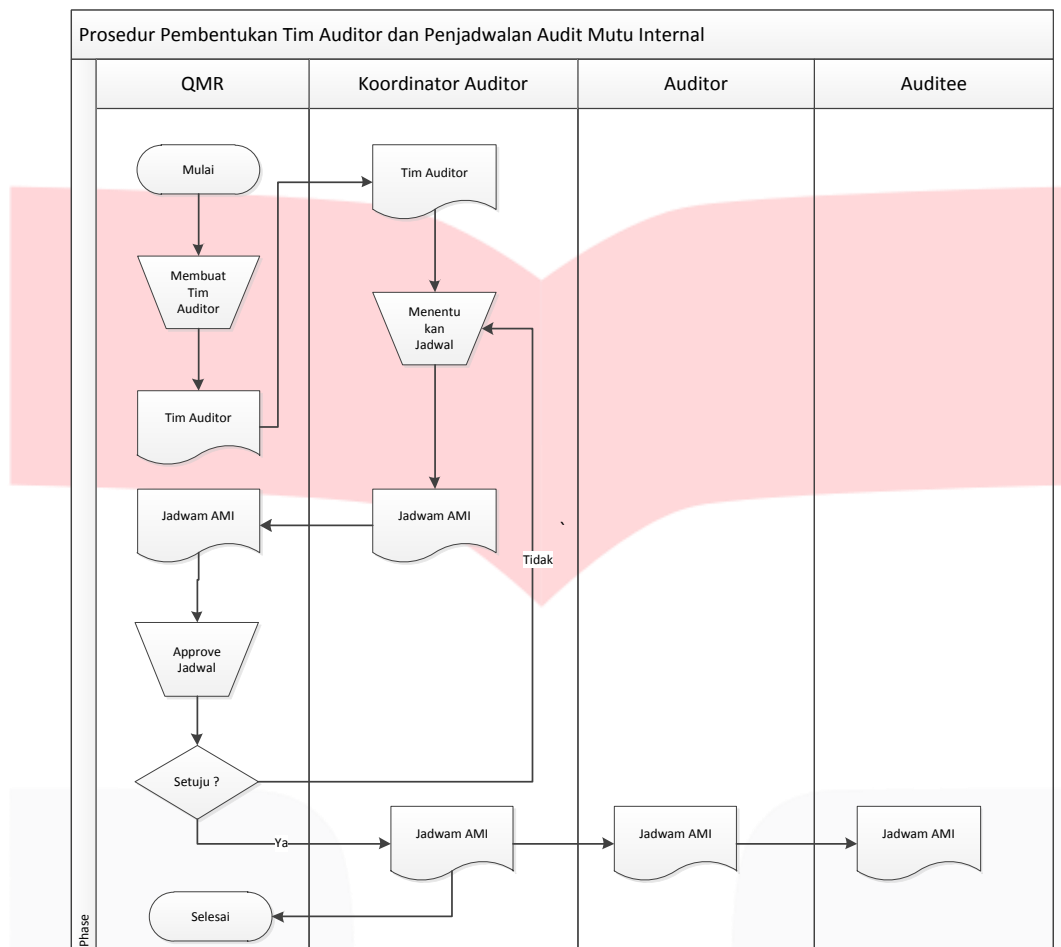 Prosedur Pembentukan Tim Auditor dan Penjadwalan Audit Mutu Internal
QMR
Koordinator Auditor
Auditor
Auditee
Mulai
Tim Auditor
Membuat
Tim
Auditor
Menentu
kan
Jadwal
Tim Auditor
Jadwam AMI
Jadwam AMI
`
Tidak
Approve
Jadwal
Setuju ?
Ya
Jadwam AMI
Jadwam AMI
Jadwam AMI
Selesai
Phase